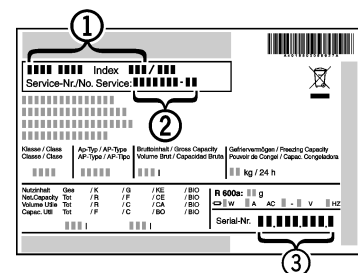 1
Index /
Service-Nr./No. Service: -
2
Klasse / Class
Classe / Clase
Ap-Typ / AP-Type
AP-Type / AP-Tipo
Bruttoinhalt / Gross Capacity
Volume Brut / Capacidad Bruta
Gefriervermögen / Freezing Capacity
Pouvoir de Congel / Capac. Congeladora
l
kg / 24 h
Nutzinhalt Ges / K / G / KE / BIO
Net.Capacity Tot / R / F / CE / BIO
Volume Utile Tot / R / C / CA / BIO
Capac. Util Tot / F / C / BO / BIO
l l
R 600a: g
W A AC - V HZ
Serial-Nr. . . .
3